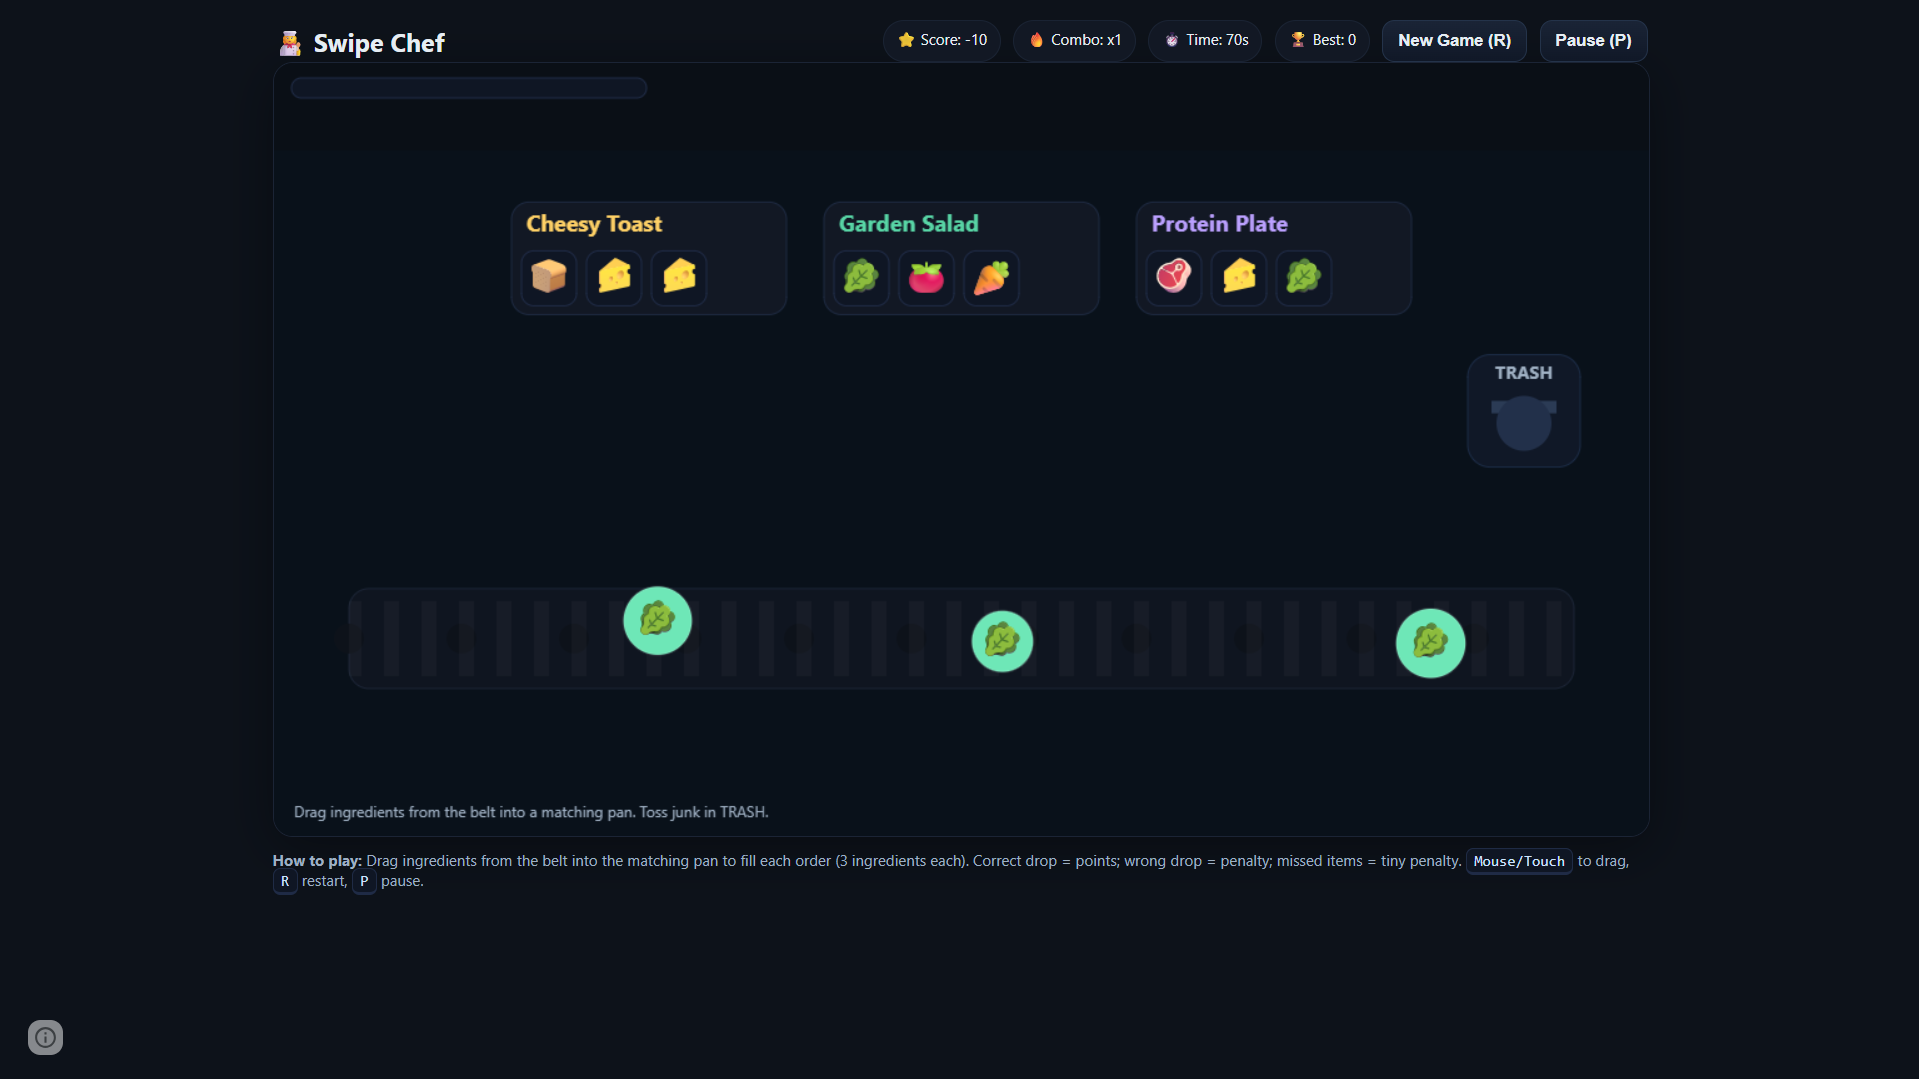 Swipe Chef
Score: -10
Combo: x1
Time: 70s
Best: 0
New Game (R)
Pause (P)
Cheesy Toast
Garden Salad
Protein Plate
TRASH
Drag ingredients from the belt into a matching pan. Toss junk in TRASH.
How to play: Drag ingredients from the belt into the matching pan to fill each order (3 ingredients each). Correct drop = points; wrong drop = penalty; missed items = tiny penalty. Mouse/Touch to drag,
R restart, P pause.